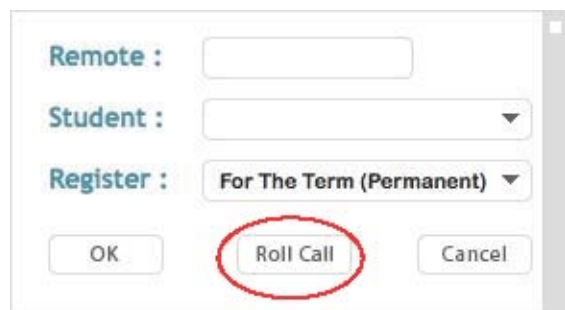 Remote :
Student :
Register : For The Term (Permanent)
OK Roll Call Cancel